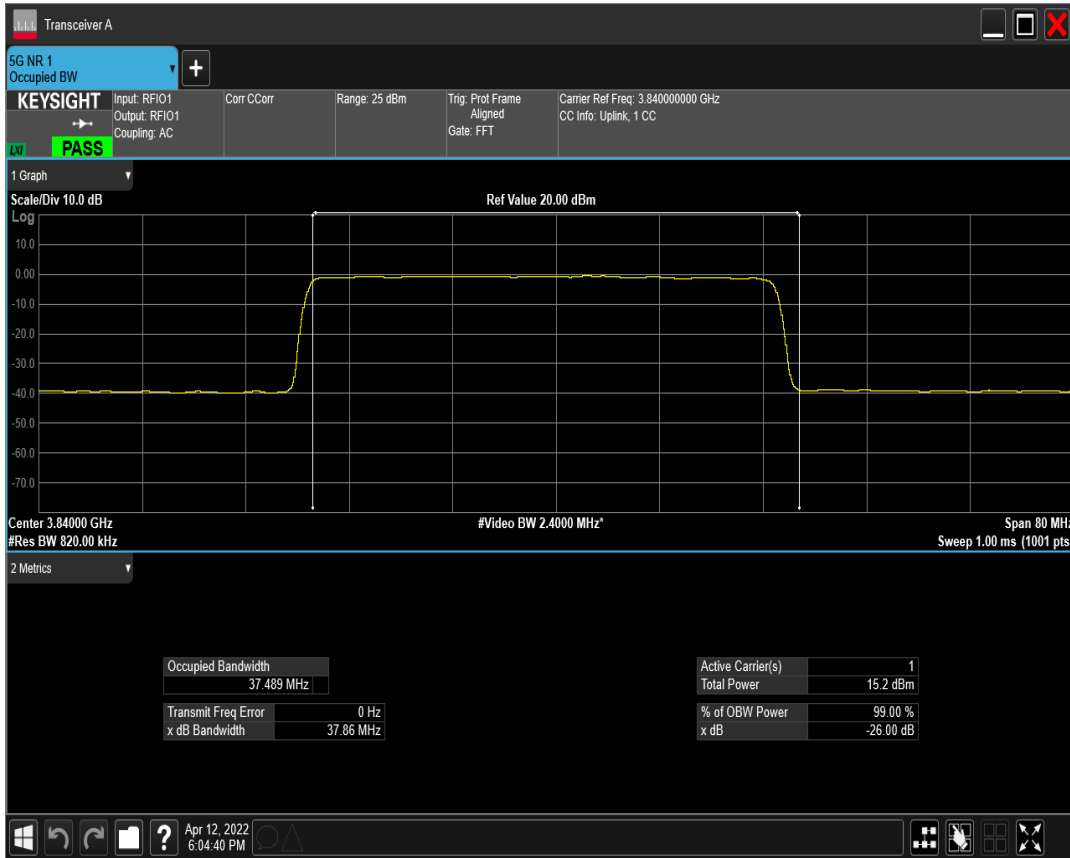 Transceiver A
5G NR 1
Occupied BW
KEYSIGHT
Input: RFIO1
Output: RFIO1
Coupling: AC
Corr CCorr
Range: 25 dBm
Trig: Prot Frame
Aligned
Gate: FFT
Carrier Ref Freq: 3.840000000 GHz
CC Info: Uplink, 1 CC
LXI
PASS
1 Graph
Scale/Div 10.0 dB
Ref Value 20.00 dBm
Log
10.0
0.00
-10.0
-20.0
-30.0
-40.0
-50.0
-60.0
-70.0
Center 3.84000 GHz
#Video BW 2.4000 MHz*
Span 80 MHz
#Res BW 820.00 kHz
Sweep 1.00 ms (1001 pts
2 Metrics
Occupied Bandwidth
37.489 MHz
Transmit Freq Error 0 Hz
x dB Bandwidth 37.86 MHz
Active Carrier(s) 1
Total Power 15.2 dBm
% of OBW Power 99.00 %
x dB -26.00 dB
?
Apr 12, 2022
6:04:40 PM